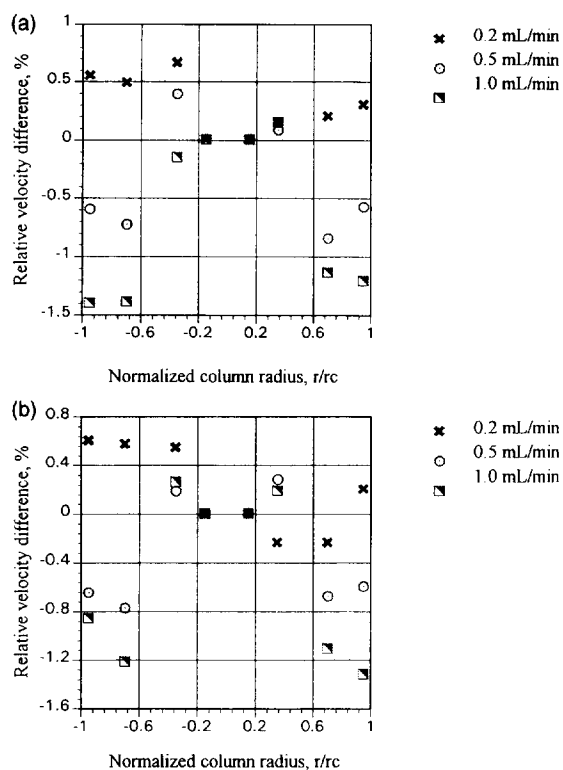 (a)
1
0.5
0
-0.5
-1
-1.5
Relative velocity difference, %
-1 -0.6 -0.2 0.2 0.6 1
Normalized column radius, r/rc
0.2 mL/min
0.5 mL/min
1.0 mL/min
(b)
0.8
0.4
0
-0.4
-0.8
-1.2
-1.6
Relative velocity difference, %
-1 -0.6 -0.2 0.2 0.6 1
Normalized column radius, r/rc
0.2 mL/min
0.5 mL/min
1.0 mL/min